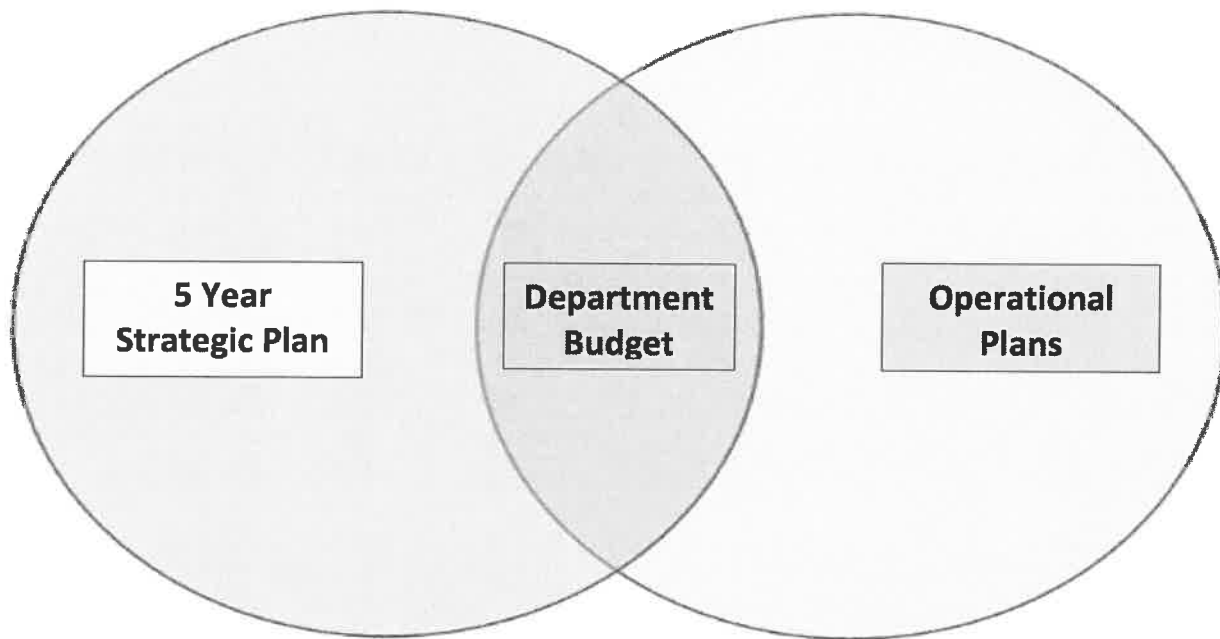 5 Year
Strategic Plan
Department
Budget
Operational
Plans